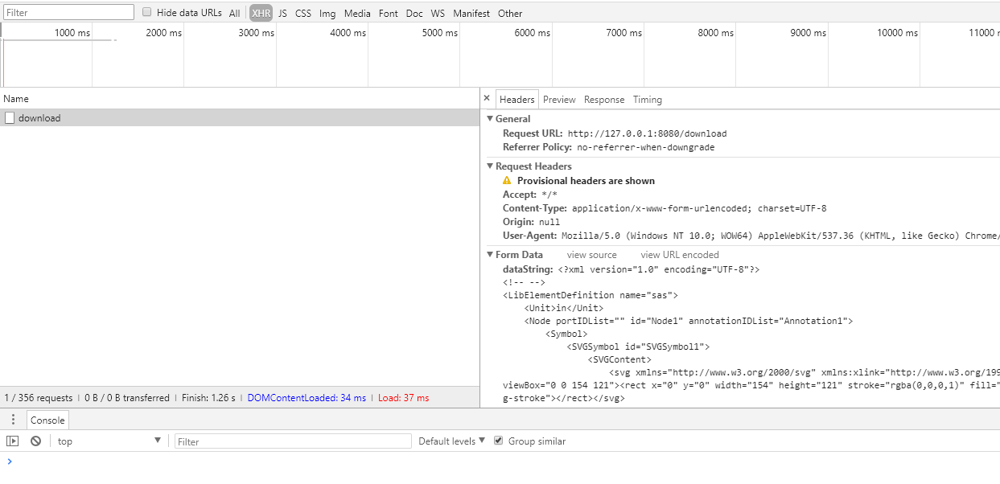 Filter
Hide data URLs All XHR JS CSS Img Media Font Doc WS Manifest Other
1000 ms 2000 ms 3000 ms 4000 ms 5000 ms 6000 ms 7000 ms 8000 ms 9000 ms 10000 ms 11000
Name
download
× Headers Preview Response Timing
General
Request URL: http://127.0.0.1:8080/download
Referrer Policy: no-referrer-when-downgrade
Request Headers
Provisional headers are shown
Accept: */*
Content-Type: application/x-www-form-urlencoded; charset=UTF-8
Origin: null
User-Agent: Mozilla/5.0 (Windows NT 10.0; WOW64) AppleWebKit/537.36 (KHTML, like Gecko) Chrome/
Form Data view source view URL encoded
dataString: <?xml version="1.0" encoding="UTF-8"?>
<!-- -->
<LibElementDefinition name="sas">
<Unit>in</Unit>
<Node portIDList="" id="Node1" annotationIDList="Annotation1">
<Symbol>
<SVGSymbol id="SVGSymbol1">
<SVGContent>
<svg xmlns="http://www.w3.org/2000/svg" xmlns:xlink="http://www.w3.org/199
viewBox="0 0 154 121"><rect x="0" y="0" width="154" height="121" stroke="rgba(0,0,0,1)" fill="
g-stroke"></rect></svg>
1 / 356 requests | 0 B / 0 B transferred | Finish: 1.26 s | DOMContentLoaded: 34 ms | Load: 37 ms
Console
top Filter Default levels Group similar